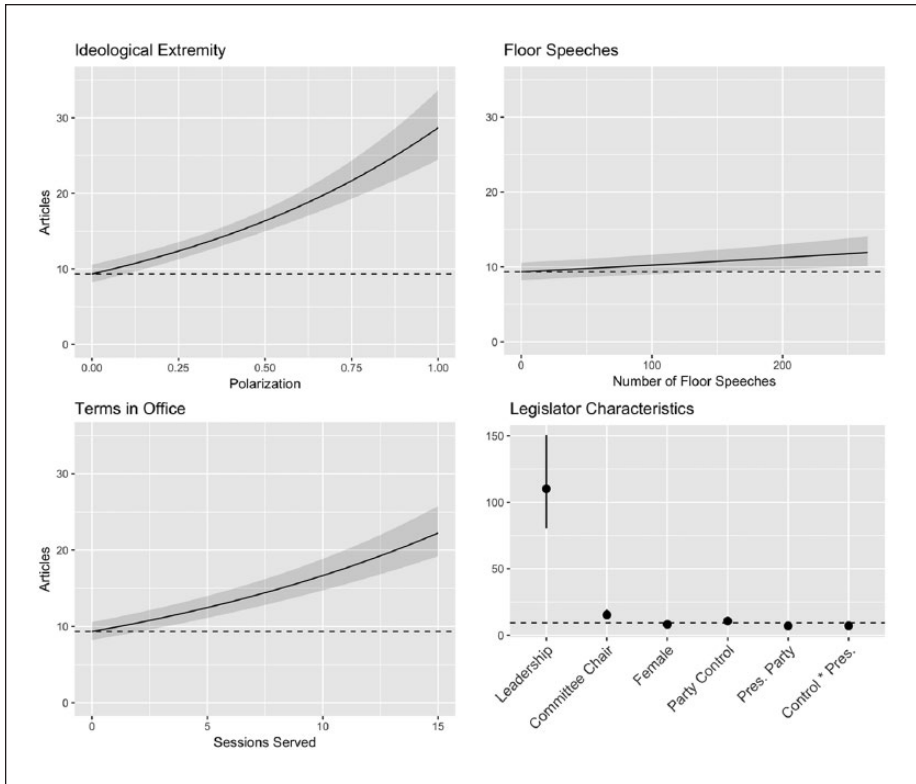 Ideological Extremity
30
20
10
0
Articles
0.00 0.25 0.50 0.75 1.00
Polarization
Floor Speeches
30
20
10
0
0 100 200
Number of Floor Speeches
Terms in Office
30
20
10
0
Articles
0 5 10 15
Sessions Served
Legislator Characteristics
150
100
50
0
Leadership
Committee Chair
Female
Party Control
Pres. Party
Control * Pres.